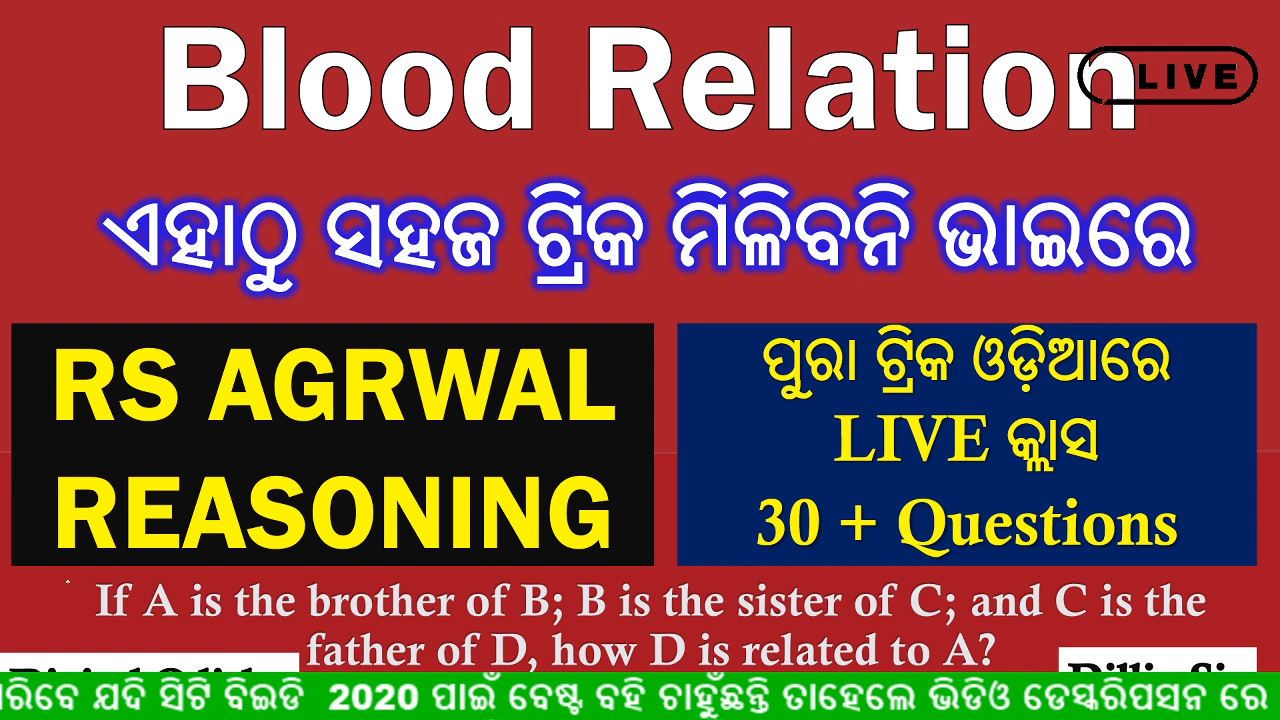 Blood Relation
LIVE
ଏହାଠୁ ସହଜ ଟ୍ରିକ ମିଳିବନି ଭାଇରେ
RS AGRWAL
REASONING
ପୁରା ଟ୍ରିକ ଓଡ଼ିଆରେ
LIVE କ୍ଲାସ
30 + Questions
If A is the brother of B; B is the sister of C; and C is the
father of D, how D is related to A?
ଯଦି ସିଟି ବିଇଡି 2020 ପାଇଁ ବେଷ୍ଟ ବହି ଚାହୁଁଛନ୍ତି ତାହେଲେ ଭିଡିଓ ଡେସ୍କରିପସନ ରେ